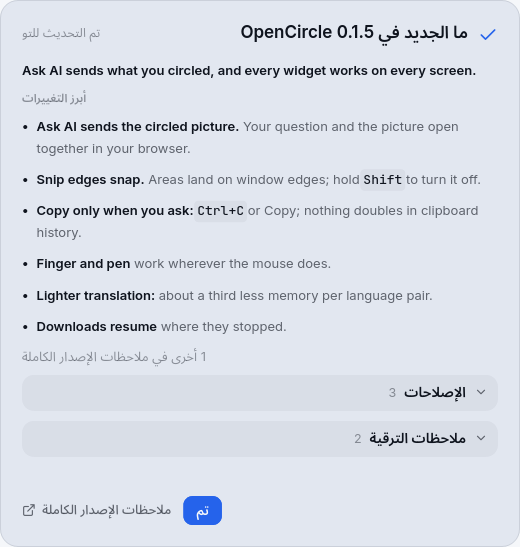 ما الجديد في OpenCircle 0.1.5
تم التحديث للتو
Ask AI sends what you circled, and every widget works on every screen.
أبرز التغييرات
• Ask AI sends the circled picture. Your question and the picture open
together in your browser.
• Snip edges snap. Areas land on window edges; hold Shift to turn it off.
• Copy only when you ask: Ctrl+C or Copy; nothing doubles in clipboard
history.
• Finger and pen work wherever the mouse does.
• Lighter translation: about a third less memory per language pair.
• Downloads resume where they stopped.
1 أخرى في ملاحظات الإصدار الكاملة
الإصلاحات 3
ملاحظات الترقية 2
تم
ملاحظات الإصدار الكاملة